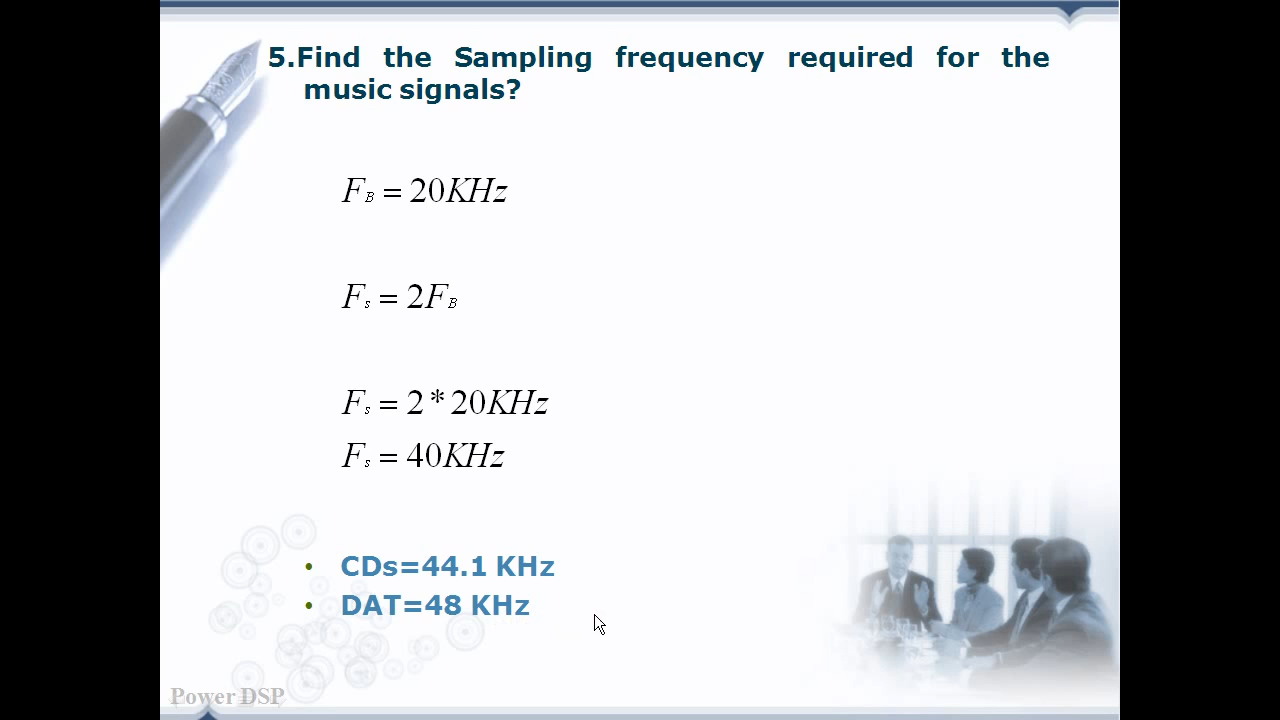 5.Find the Sampling frequency required for the
music signals?
F_B = 20KHz
F_s = 2F_B
F_s = 2 * 20KHz
F_s = 40KHz
• CDs=44.1 KHz
• DAT=48 KHz
Power DSP